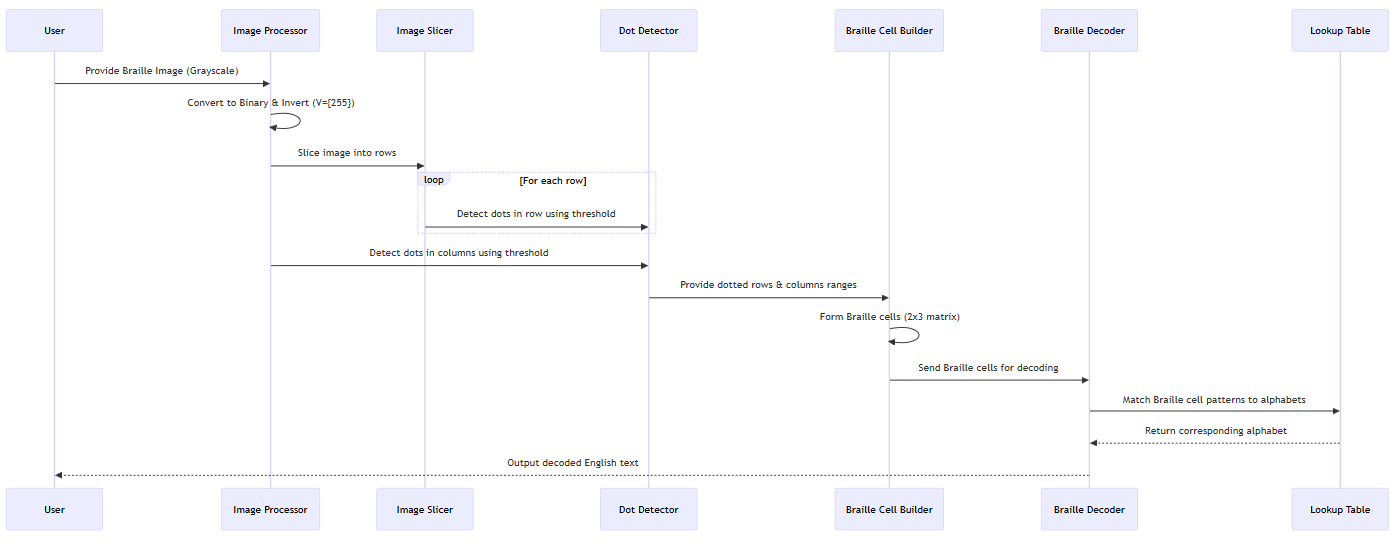 User
Image Processor
Image Slicer
Dot Detector
Braille Cell Builder
Braille Decoder
Lookup Table
Provide Braille Image (Grayscale)
Convert to Binary & Invert (V={255})
Slice image into rows
loop
[For each row]
Detect dots in row using threshold
Detect dots in columns using threshold
Provide dotted rows & columns ranges
Form Braille cells (2x3 matrix)
Send Braille cells for decoding
Match Braille cell patterns to alphabets
Return corresponding alphabet
Output decoded English text
User
Image Processor
Image Slicer
Dot Detector
Braille Cell Builder
Braille Decoder
Lookup Table